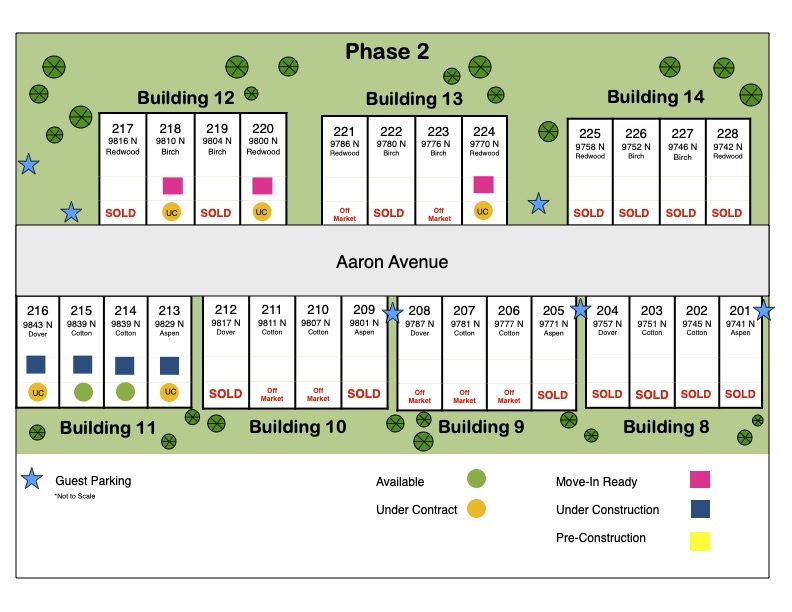 Phase 2
Building 12
Building 13
Building 14
217
9816 N
Redwood
SOLD
218
9810 N
Birch
UC
219
9804 N
Birch
SOLD
220
9800 N
Redwood
UC
221
9786 N
Redwood
Off
Market
222
9780 N
Birch
SOLD
223
9776 N
Birch
Off
Market
224
9770 N
Redwood
UC
225
9758 N
Redwood
SOLD
226
9752 N
Birch
SOLD
227
9746 N
Birch
SOLD
228
9742 N
Redwood
SOLD
Aaron Avenue
216
9843 N
Dover
UC
215
9839 N
Cotton
214
9839 N
Cotton
213
9829 N
Aspen
UC
212
9817 N
Dover
SOLD
211
9811 N
Cotton
Off
Market
210
9807 N
Cotton
Off
Market
209
9801 N
Aspen
SOLD
208
9787 N
Dover
Off
Market
207
9781 N
Cotton
Off
Market
206
9777 N
Cotton
Off
Market
205
9771 N
Aspen
SOLD
204
9757 N
Dover
SOLD
203
9751 N
Cotton
SOLD
202
9745 N
Cotton
SOLD
201
9741 N
Aspen
SOLD
Building 11
Building 10
Building 9
Building 8
Guest Parking
*Not to Scale
Available
Under Contract
Move-In Ready
Under Construction
Pre-Construction